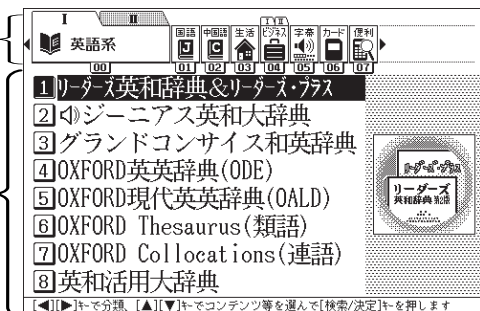 I II
英語系 国語 中国語 生活 ビジネス 字幕 カード 便利
00 01 02 03 04 05 06 07
1 リーダーズ英和辞典&リーダーズ・プラス
2 ジーニアス英和大辞典
3 グランドコンサイス和英辞典
4 OXFORD英英辞典(ODE)
5 OXFORD現代英英辞典(OALD)
6 OXFORD Thesaurus(類語)
7 OXFORD Collocations(連語)
8 英和活用大辞典
リーダーズ・プラス
リーダーズ
英和辞典 第2版
[◀][▶]キーで分類、[▲][▼]キーでコンテンツ等を選んで[検索/決定]キーを押します